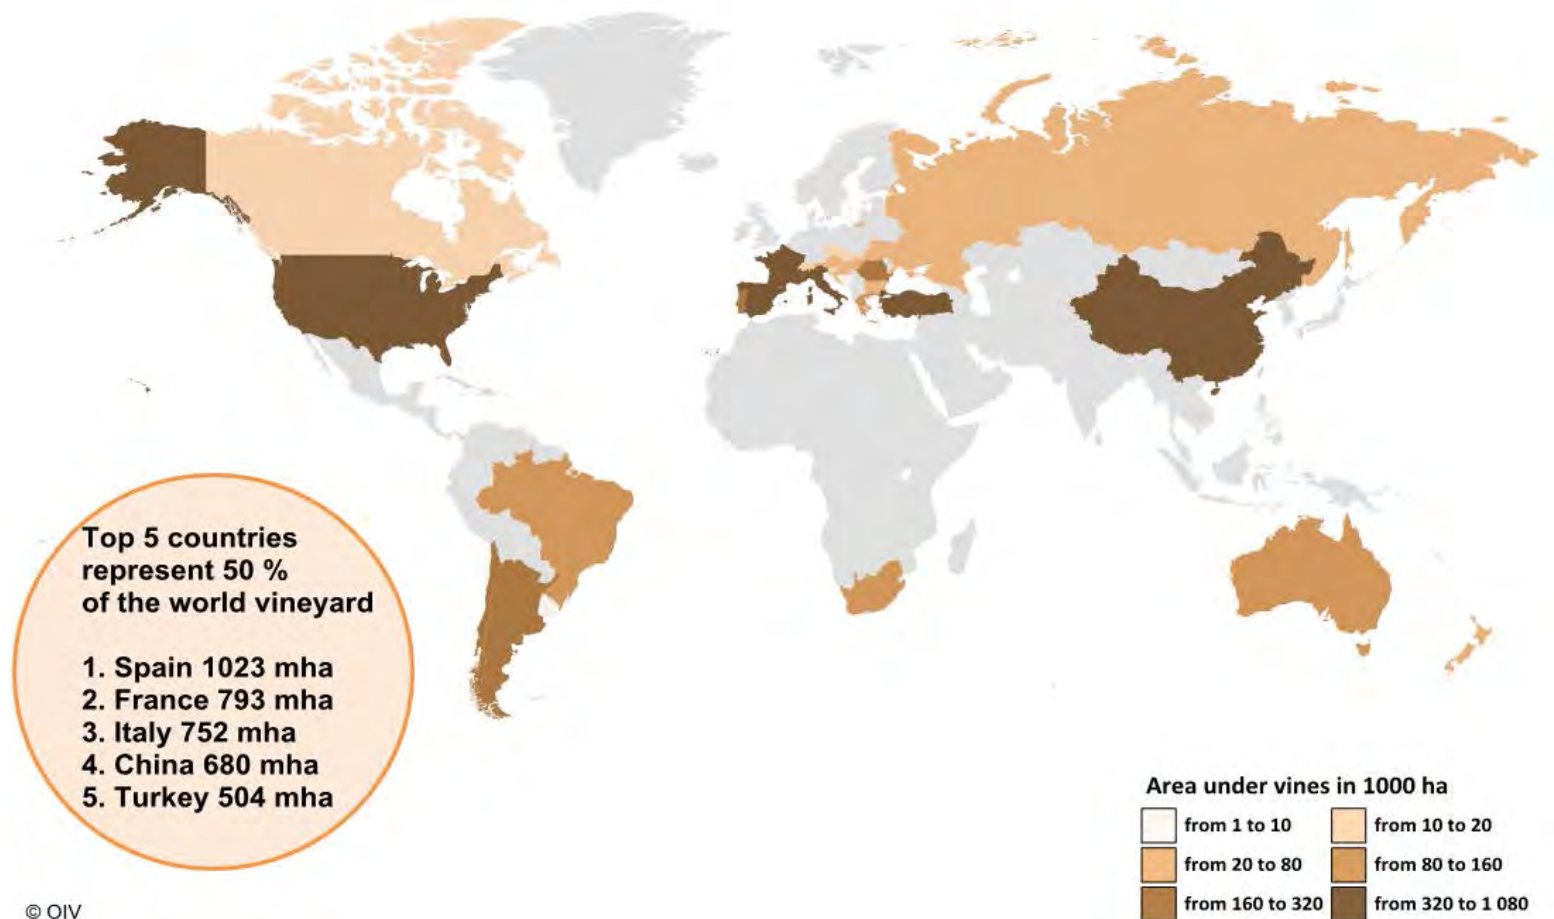 Top 5 countries
represent 50 %
of the world vineyard
1. Spain 1023 mha
2. France 793 mha
3. Italy 752 mha
4. China 680 mha
5. Turkey 504 mha
Area under vines in 1000 ha
from 1 to 10
from 10 to 20
from 20 to 80
from 80 to 160
from 160 to 320
from 320 to 1 080
© OIV